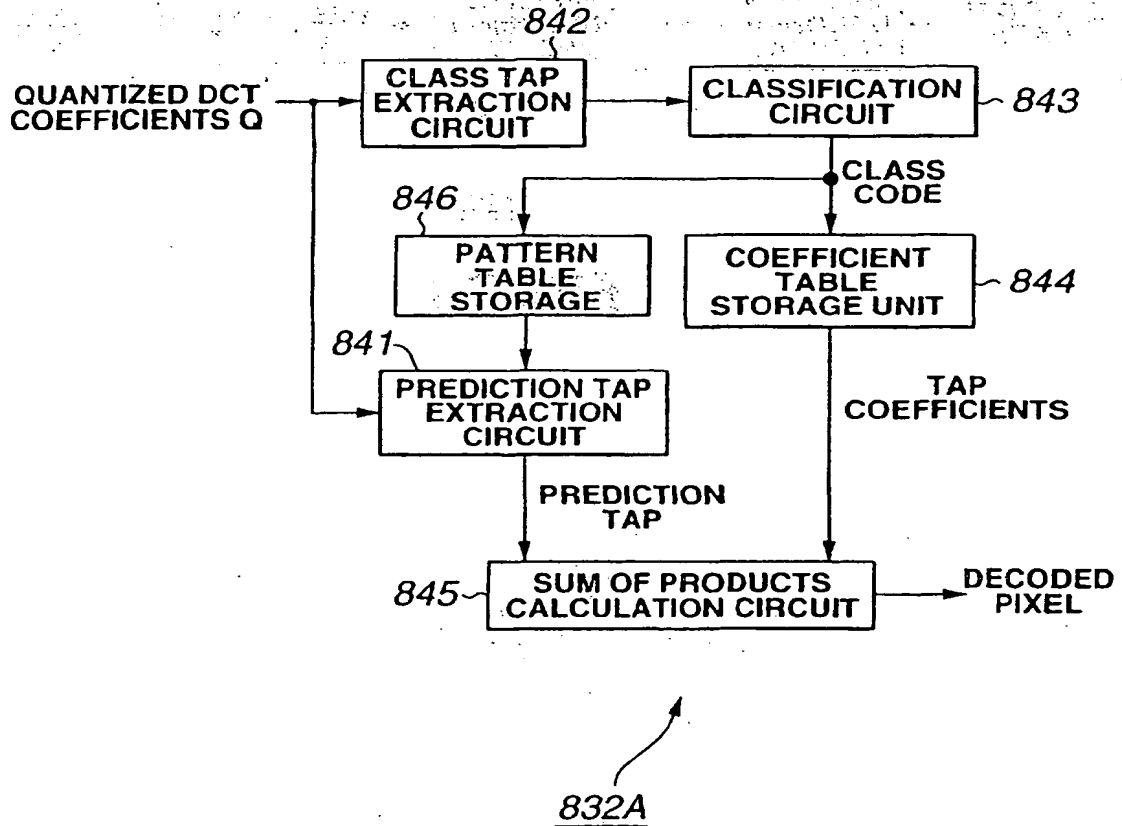 842
QUANTIZED DCT
COEFFICIENTS Q
CLASS TAP
EXTRACTION
CIRCUIT
CLASSIFICATION
CIRCUIT
843
CLASS
CODE
846
PATTERN
TABLE
STORAGE
COEFFICIENT
TABLE
STORAGE UNIT
844
841
PREDICTION TAP
EXTRACTION
CIRCUIT
TAP
COEFFICIENTS
PREDICTION
TAP
845
SUM OF PRODUCTS
CALCULATION CIRCUIT
DECODED
PIXEL
832A